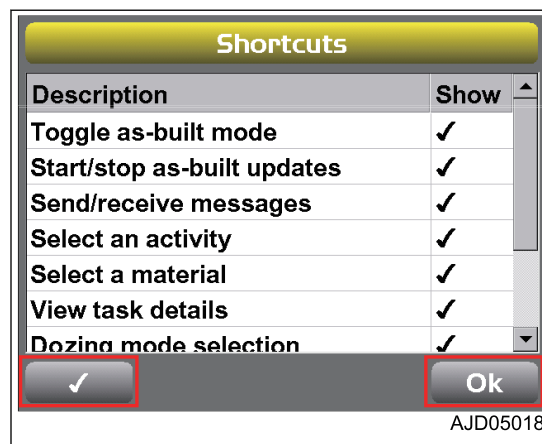 Shortcuts
Description Show
Toggle as-built mode ✓
Start/stop as-built updates ✓
Send/receive messages ✓
Select an activity ✓
Select a material ✓
View task details ✓
Dozing mode selection ✓
✓ Ok
AJD05018